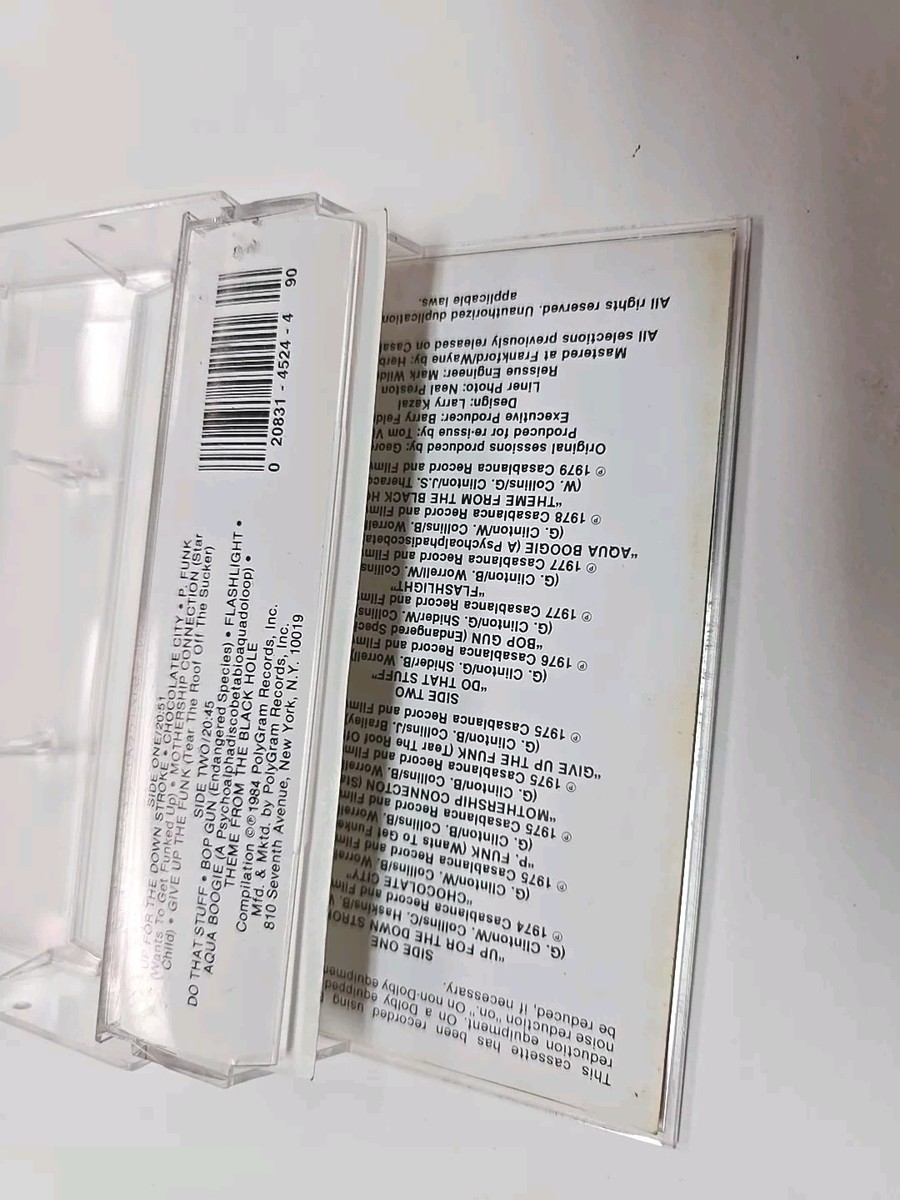 UP FOR THE DOWN STROKE • CHOCOLATE CITY • P. FUNK
SIDE ONE/20:51
(Wants To Get Funked Up) • MOTHERSHIP CONNECTION (Star
Child) • GIVE UP THE FUNK (Tear The Roof Off The Sucker)
SIDE TWO/20:45
DO THAT STUFF • BOP GUN (Endangered Species) • FLASHLIGHT •
AQUA BOOGIE (A Psychoalphadiscobetabioaquadoloop) •
THEME FROM THE BLACK HOLE
Compilation ©℗1984 PolyGram Records, Inc.
Mfd. & Mktd. by PolyGram Records, Inc.
810 Seventh Avenue, New York, N.Y. 10019
0 20831 - 4524 - 4
90
This cassette has been recorded using
reduction equipment. On a Dolby equipped
noise reduction "on." On non-Dolby equipmen
be reduced, if necessary.
SIDE ONE
"UP FOR THE DOWN STRO
(G. Clinton/W. Collins/C. Haskins/B.
℗ 1974 Casablanca Record and Film
"CHOCOLATE CITY"
(G. Clinton/W. Collins/B. Worrell
℗ 1975 Casablanca Record and Film
"P. FUNK (Wants To Get Funke
(G. Clinton/B. Collins/B. Worrell
℗ 1975 Casablanca Record and Film
"MOTHERSHIP CONNECTON (Sta
(G. Clinton/B. Collins/B. Worrel
℗ 1975 Casablanca Record and Film
"GIVE UP THE FUNK (Tear The Roof O
(G. Clinton/B. Collins/J. Brailey
℗ 1975 Casablanca Record and Film
SIDE TWO
"DO THAT STUFF"
(G. Clinton/G. Shider/B. Worrell)
℗ 1976 Casablanca Record and Film
"BOP GUN (Endangered Speci
(G. Clinton/G. Shider/W. Collins
℗ 1977 Casablanca Record and Film
"FLASHLIGHT"
(G. Clinton/B. Worrell/W. Collins
℗ 1977 Casablanca Record and Film
"AQUA BOOGIE (A Psychoalphadiscobeta
(G. Clinton/W. Collins/B. Worrell
℗ 1978 Casablanca Record and Film
"THEME FROM THE BLACK HO
(W. Collins/G. Clinton/J.S. Theraco
℗ 1979 Casablanca Record and Film
Original sessions produced by: Georg
Produced for re-issue by: Tom V
Executive Producer: Barry Feld
Design: Larry Kazal
Liner Photo: Neal Preston
Reissue Engineer: Mark Wild
Mastered at Frankford/Wayne by: Herb
All selections previously released on Casab
All rights reserved. Unauthorized duplication
applicable laws.